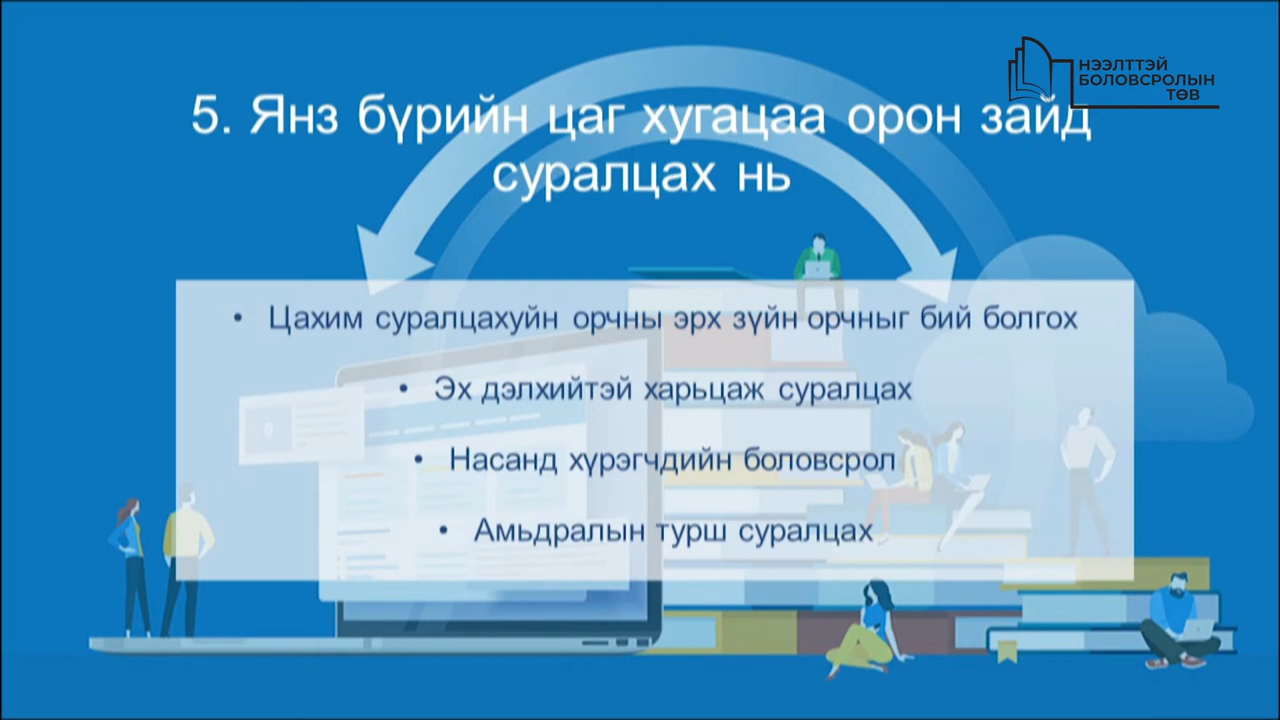 НЭЭЛТТЭЙ
БОЛОВСРОЛЫН
ТӨВ
5. Янз бүрийн цаг хугацаа орон зайд
суралцах нь
• Цахим суралцахуйн орчны эрх зүйн орчныг бий болгох
• Эх дэлхийтэй харьцаж суралцах
• Насанд хүрэгчдийн боловсрол
• Амьдралын турш суралцах